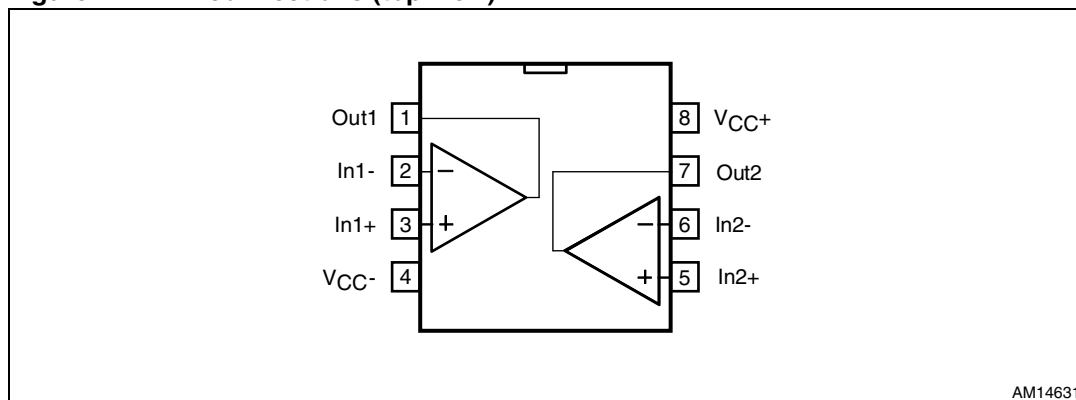 Out1 1
In1- 2 −
In1+ 3 +
VCC- 4
8 VCC+
7 Out2
− 6 In2-
+ 5 In2+
AM14631